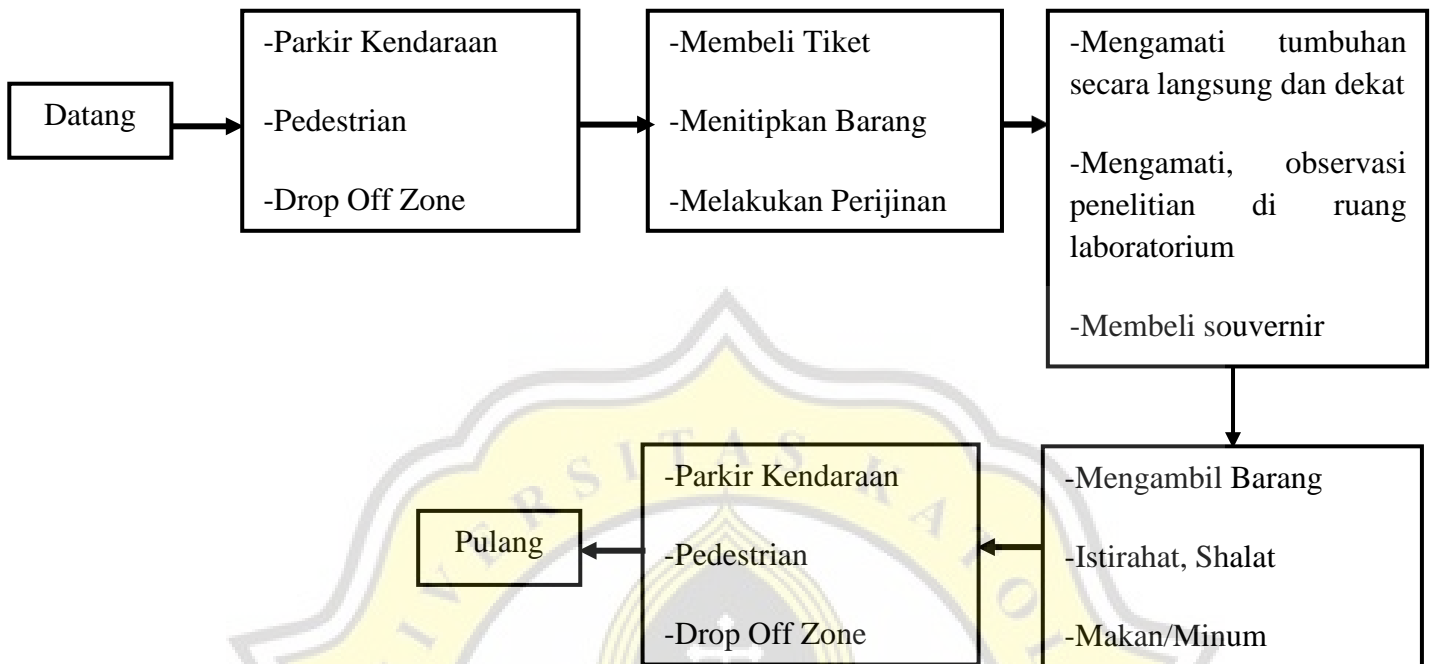 Datang
-Parkir Kendaraan
-Pedestrian
-Drop Off Zone
-Membeli Tiket
-Menitipkan Barang
-Melakukan Perijinan
-Mengamati tumbuhan
secara langsung dan dekat
-Mengamati, observasi
penelitian di ruang
laboratorium
-Membeli souvernir
-Mengambil Barang
-Istirahat, Shalat
-Makan/Minum
-Parkir Kendaraan
-Pedestrian
-Drop Off Zone
Pulang